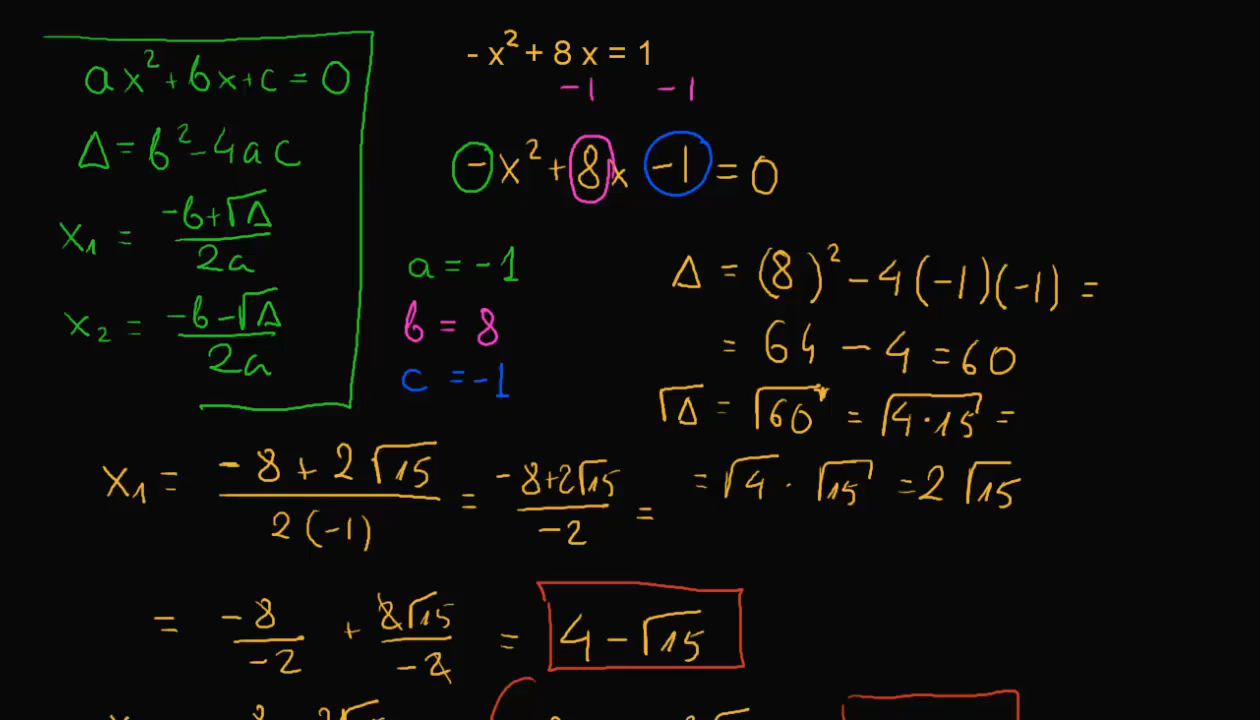 ax² + bx + c = 0
Δ = b² - 4ac
x₁ = (-b + √Δ) / 2a
x₂ = (-b - √Δ) / 2a
- x² + 8 x = 1
-1 -1
-x² + 8x -1 = 0
a = -1
b = 8
c = -1
Δ = (8)² - 4(-1)(-1) =
= 64 - 4 = 60
√Δ = √60 = √(4·15) =
= √4 · √15 = 2√15
x₁ = (-8 + 2√15) / 2(-1) = (-8+2√15) / -2 =
= -8/-2 + 2√15/-2 = 4 - √15